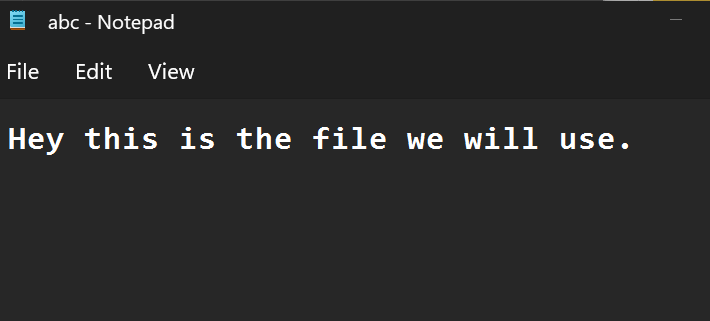 abc - Notepad
File Edit View
Hey this is the file we will use.